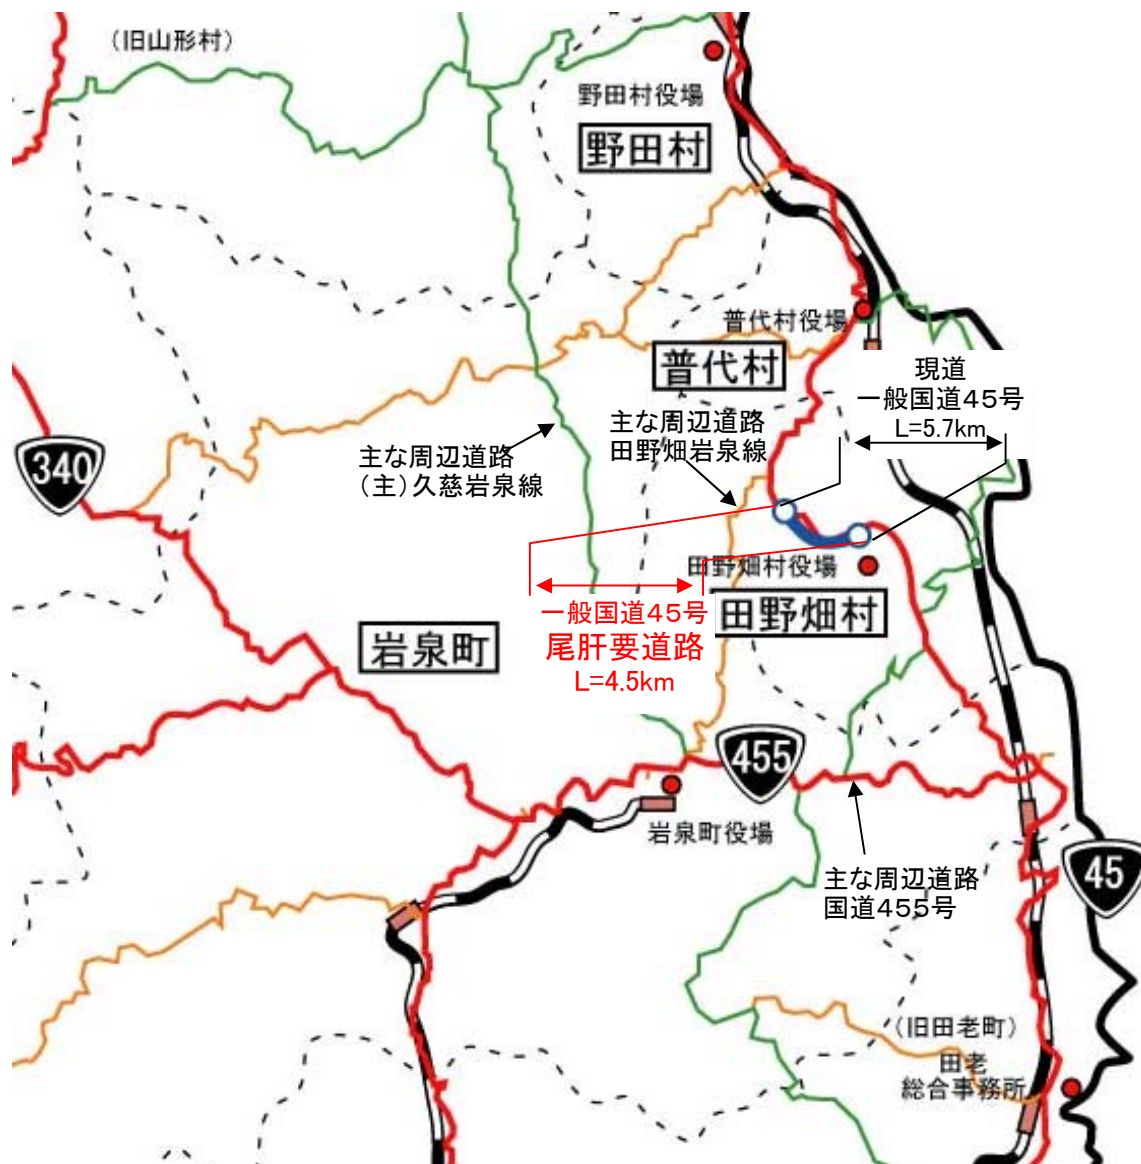 （旧山形村）
野田村役場
野田村
普代村役場
普代村
現道
一般国道４５号
L=5.7km
340
主な周辺道路
（主）久慈岩泉線
主な周辺道路
田野畑岩泉線
田野畑村役場
田野畑村
一般国道４５号
尾肝要道路
L=4.5km
岩泉町
455
岩泉町役場
主な周辺道路
国道４５５号
45
（旧田老町）
田老
総合事務所